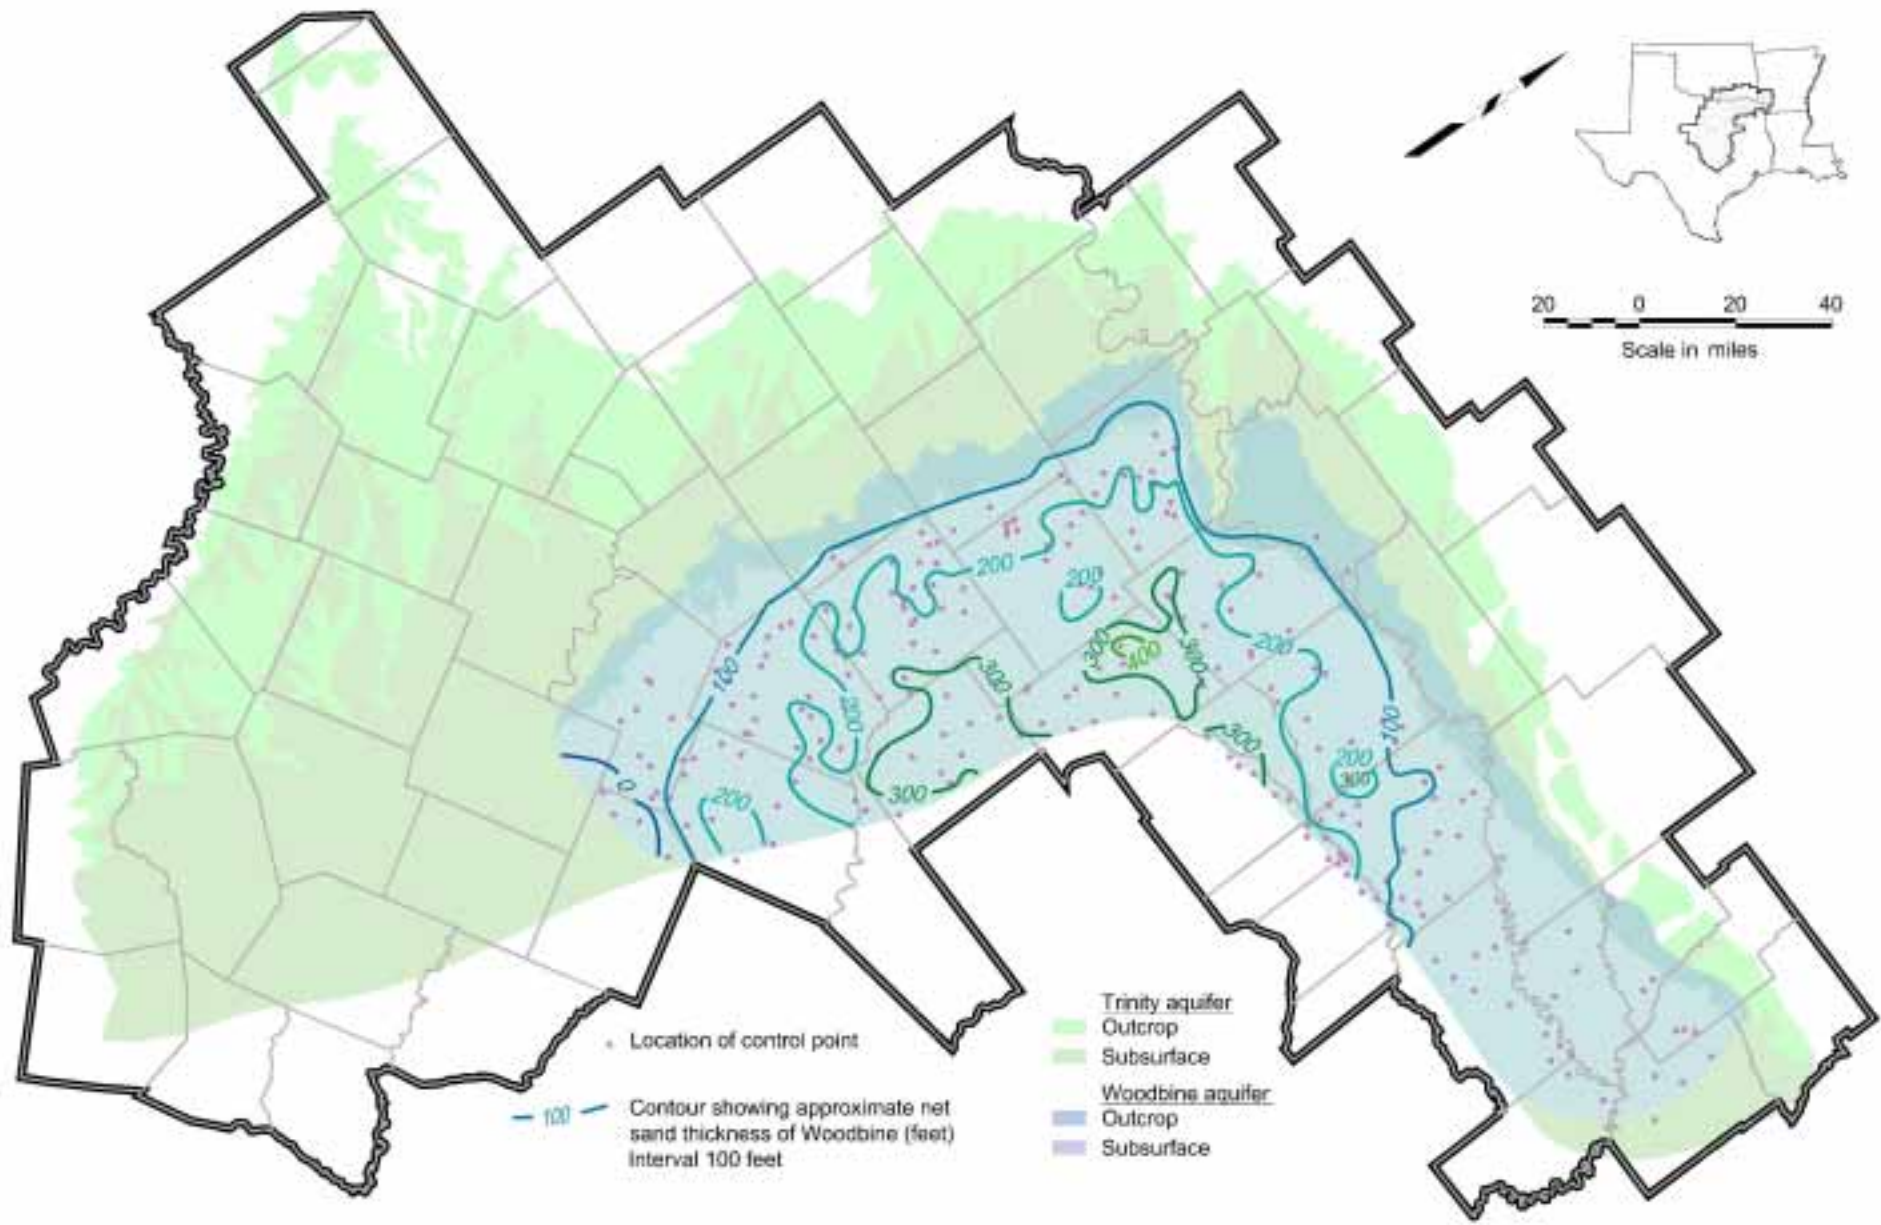 20 0 20 40
Scale in miles
200
200
300
400
300
300
200
100
200
300
100
200
200
300
300
100
200
300
0
Location of control point
100
Contour showing approximate net
sand thickness of Woodbine (feet)
Interval 100 feet
Trinity aquifer
Outcrop
Subsurface
Woodbine aquifer
Outcrop
Subsurface